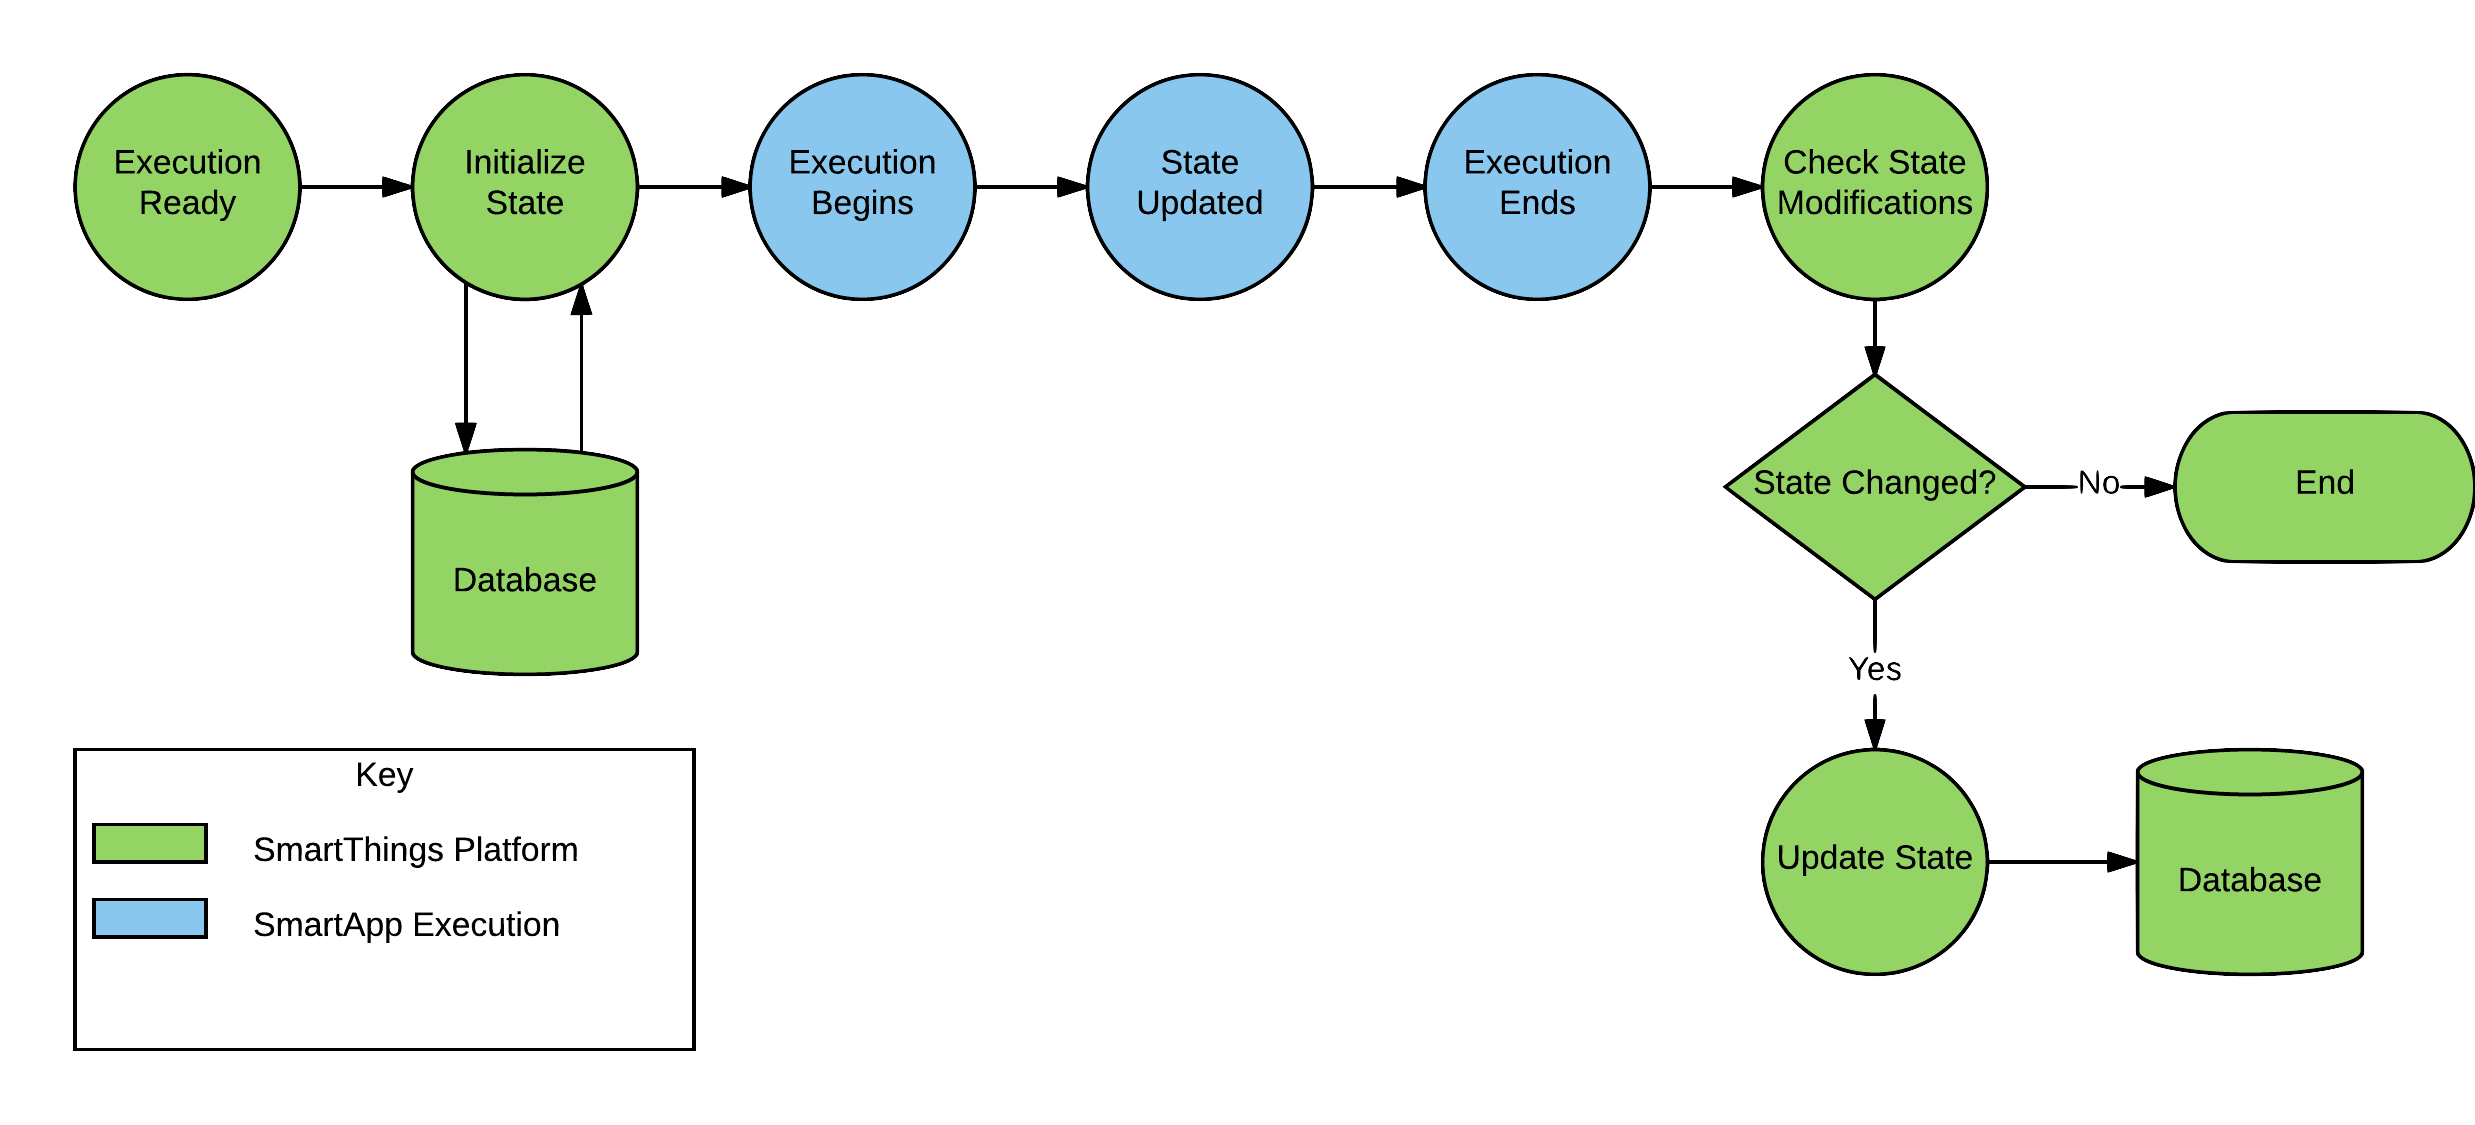 Execution
Ready
Initialize
State
Execution
Begins
State
Updated
Execution
Ends
Check State
Modifications
State Changed?
No
End
Database
Yes
Update State
Database
Key
SmartThings Platform
SmartApp Execution